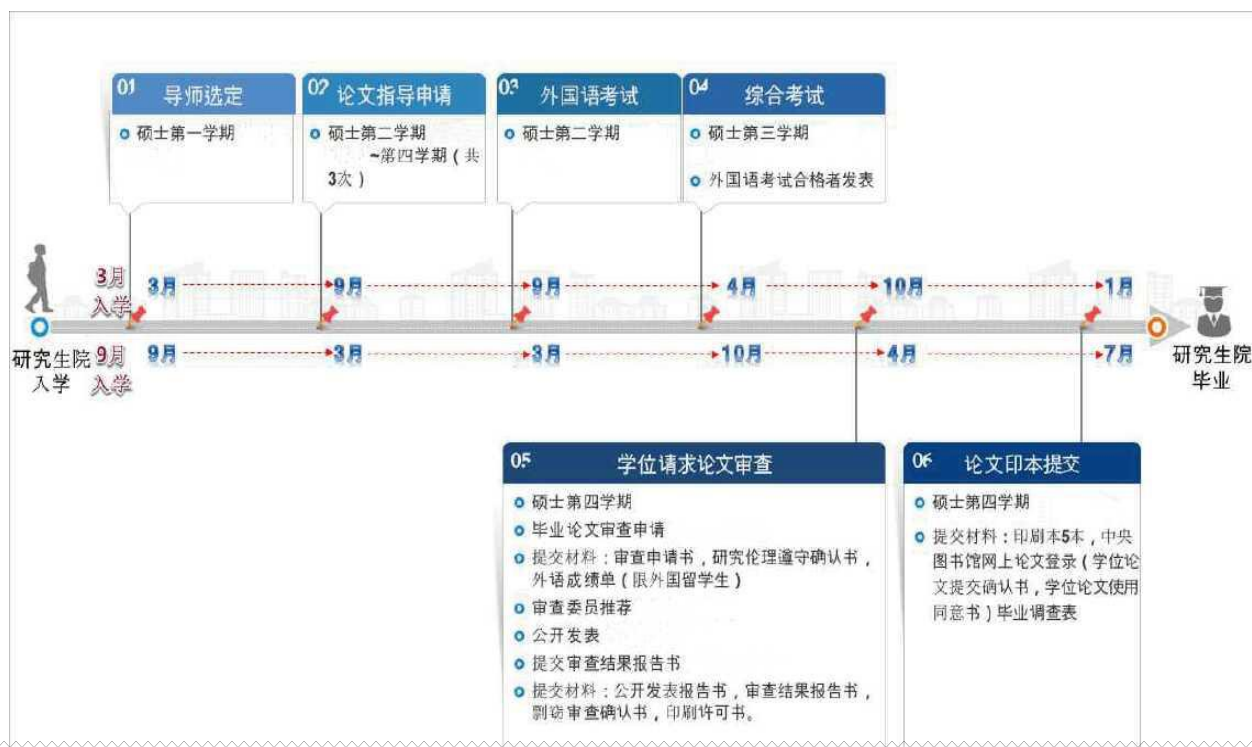 01 导师选定
硕士第一学期
02 论文指导申请
硕士第二学期
~第四学期（共
3次）
03 外国语考试
硕士第二学期
04 综合考试
硕士第三学期
外国语考试合格者发表
3月
入学
3月 9月 9月 4月 10月 1月
研究生院
入学
9月
入学
9月 3月 3月 10月 4月 7月
研究生院
毕业
05 学位请求论文审查
硕士第四学期
毕业论文审查申请
提交材料：审查申请书，研究伦理遵守确认书，
外语成绩单（限外国留学生）
审查委员推荐
公开发表
提交审查结果报告书
提交材料：公开发表报告书，审查结果报告书，
剽窃审查确认书，印刷许可书。
06 论文印本提交
硕士第四学期
提交材料：印刷本5本，中央
图书馆网上论文登录（学位论
文提交确认书，学位论文使用
同意书）毕业调查表